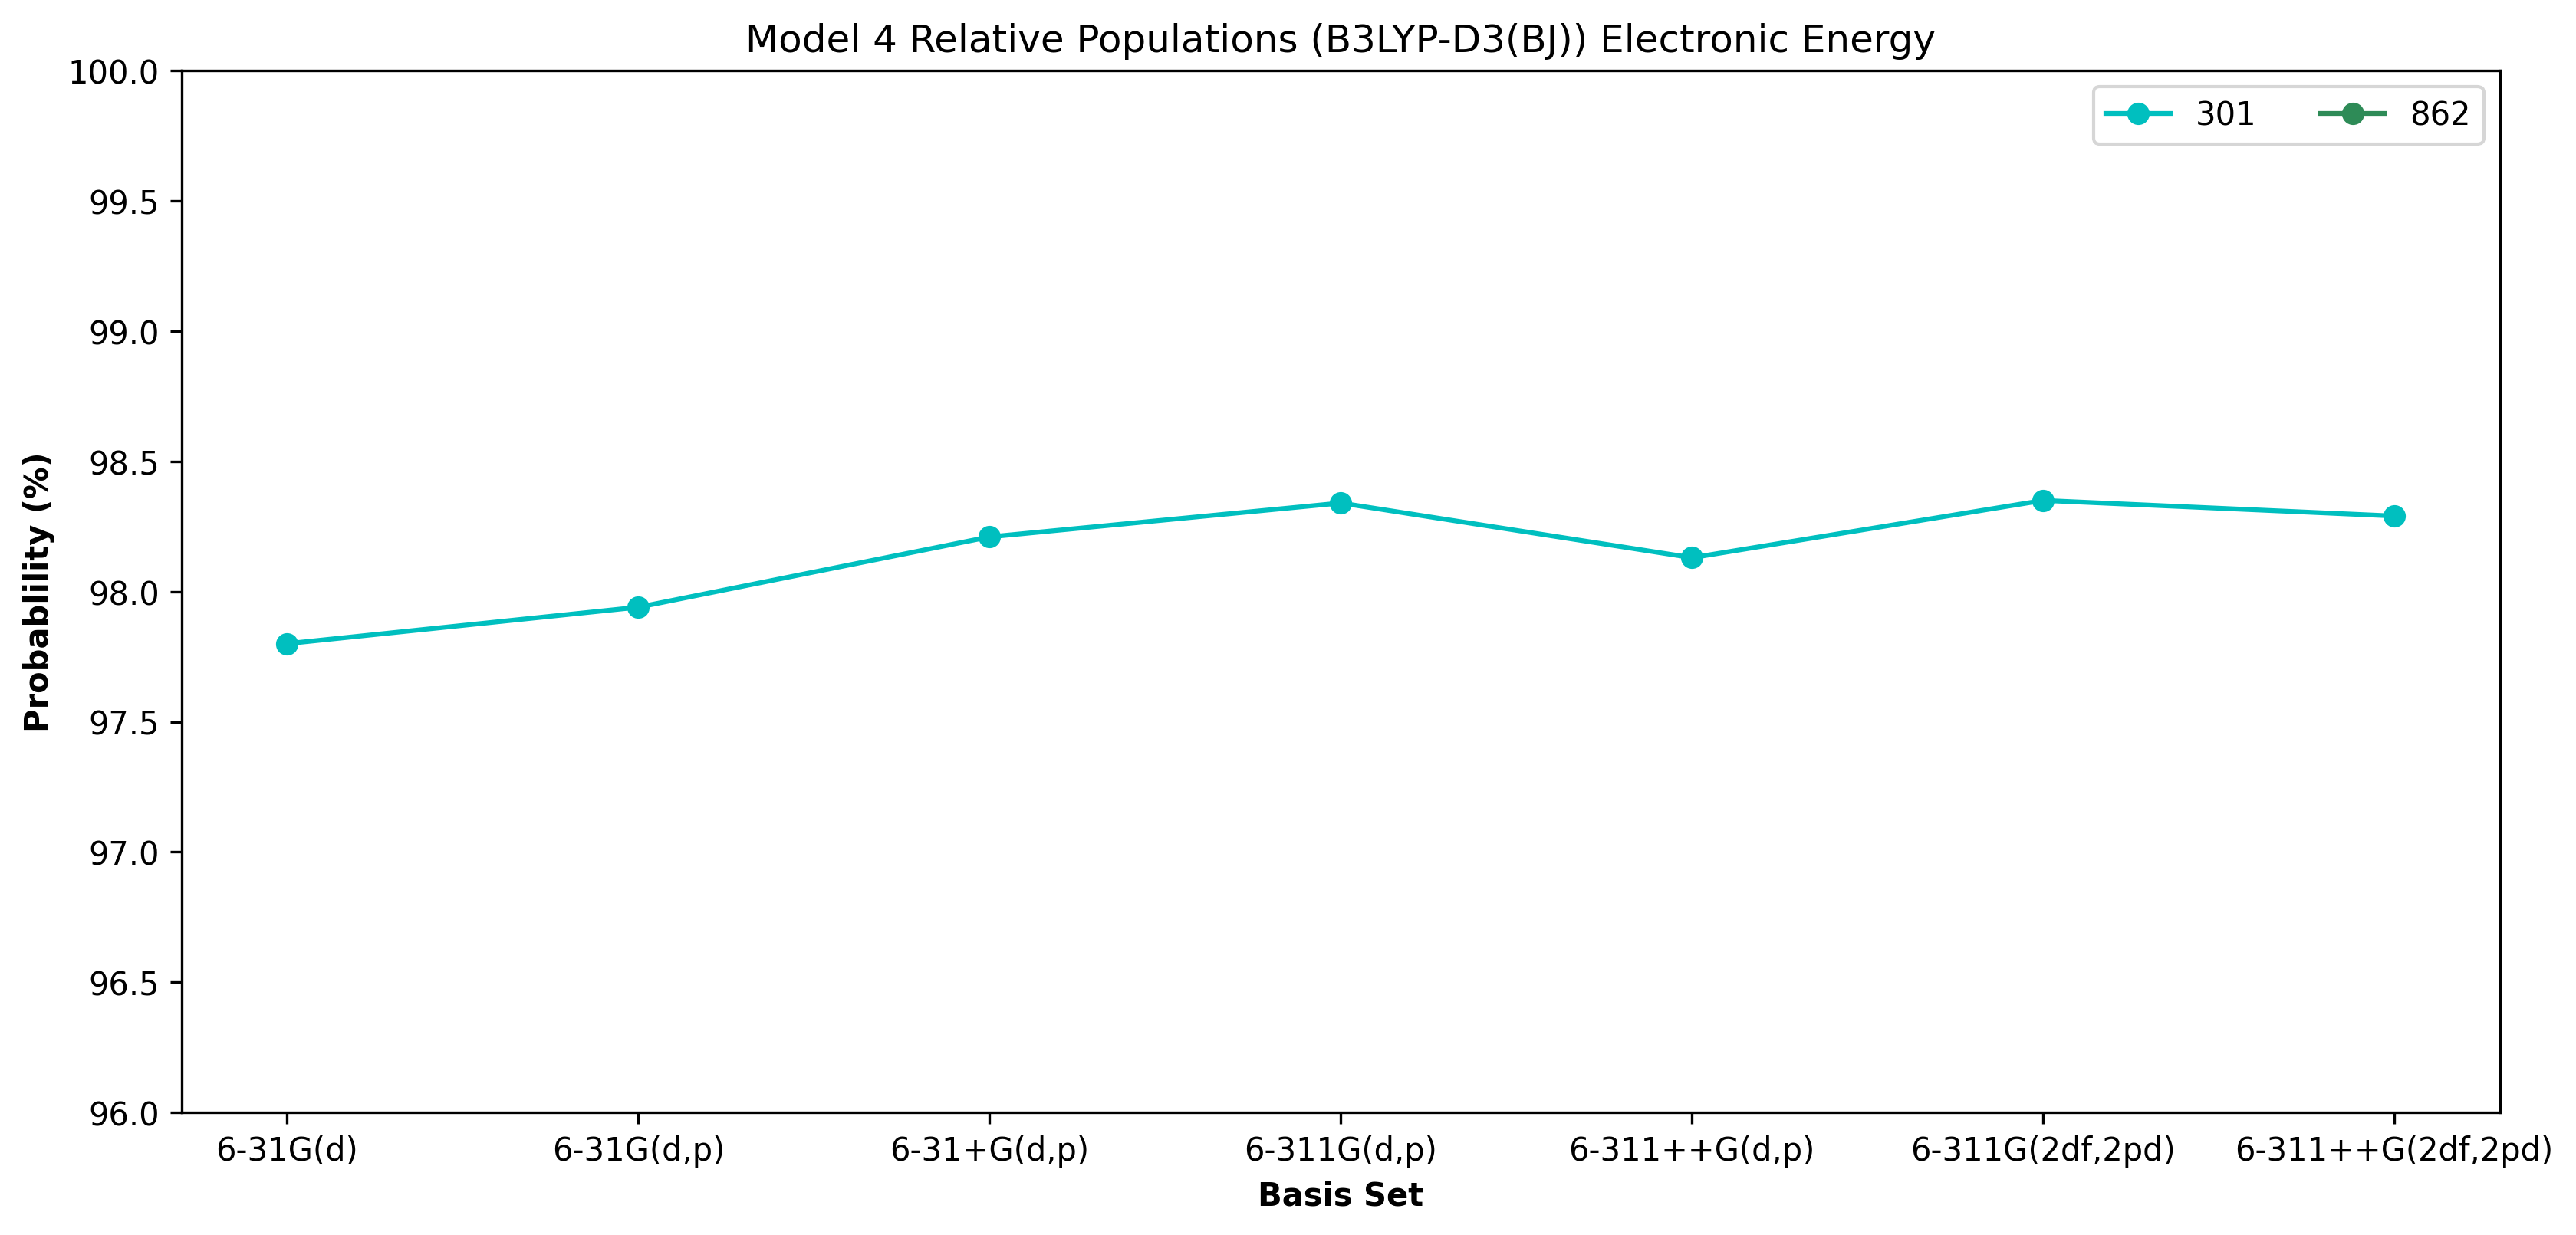 Model 4 Relative Populations (B3LYP-D3(BJ)) Electronic Energy
301 862
100.0
99.5
99.0
98.5
98.0
97.5
97.0
96.5
96.0
Probablility (%)
6-31G(d) 6-31G(d,p) 6-31+G(d,p) 6-311G(d,p) 6-311++G(d,p) 6-311G(2df,2pd) 6-311++G(2df,2pd)
Basis Set